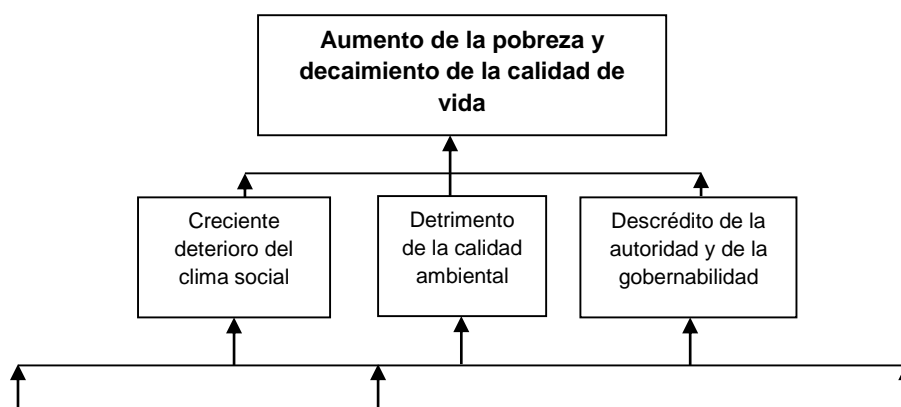 Aumento de la pobreza y
decaimiento de la calidad de
vida
Creciente
deterioro del
clima social
Detrimento
de la calidad
ambiental
Descrédito de la
autoridad y de la
gobernabilidad